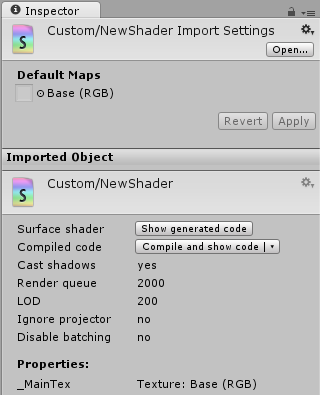 Inspector
Custom/NewShader Import Settings
Open...
Default Maps
Base (RGB)
Revert Apply
Imported Object
S
Custom/NewShader
Surface shader Show generated code
Compiled code Compile and show code
Cast shadows yes
Render queue 2000
LOD 200
Ignore projector no
Disable batching no
Properties:
_MainTex Texture: Base (RGB)